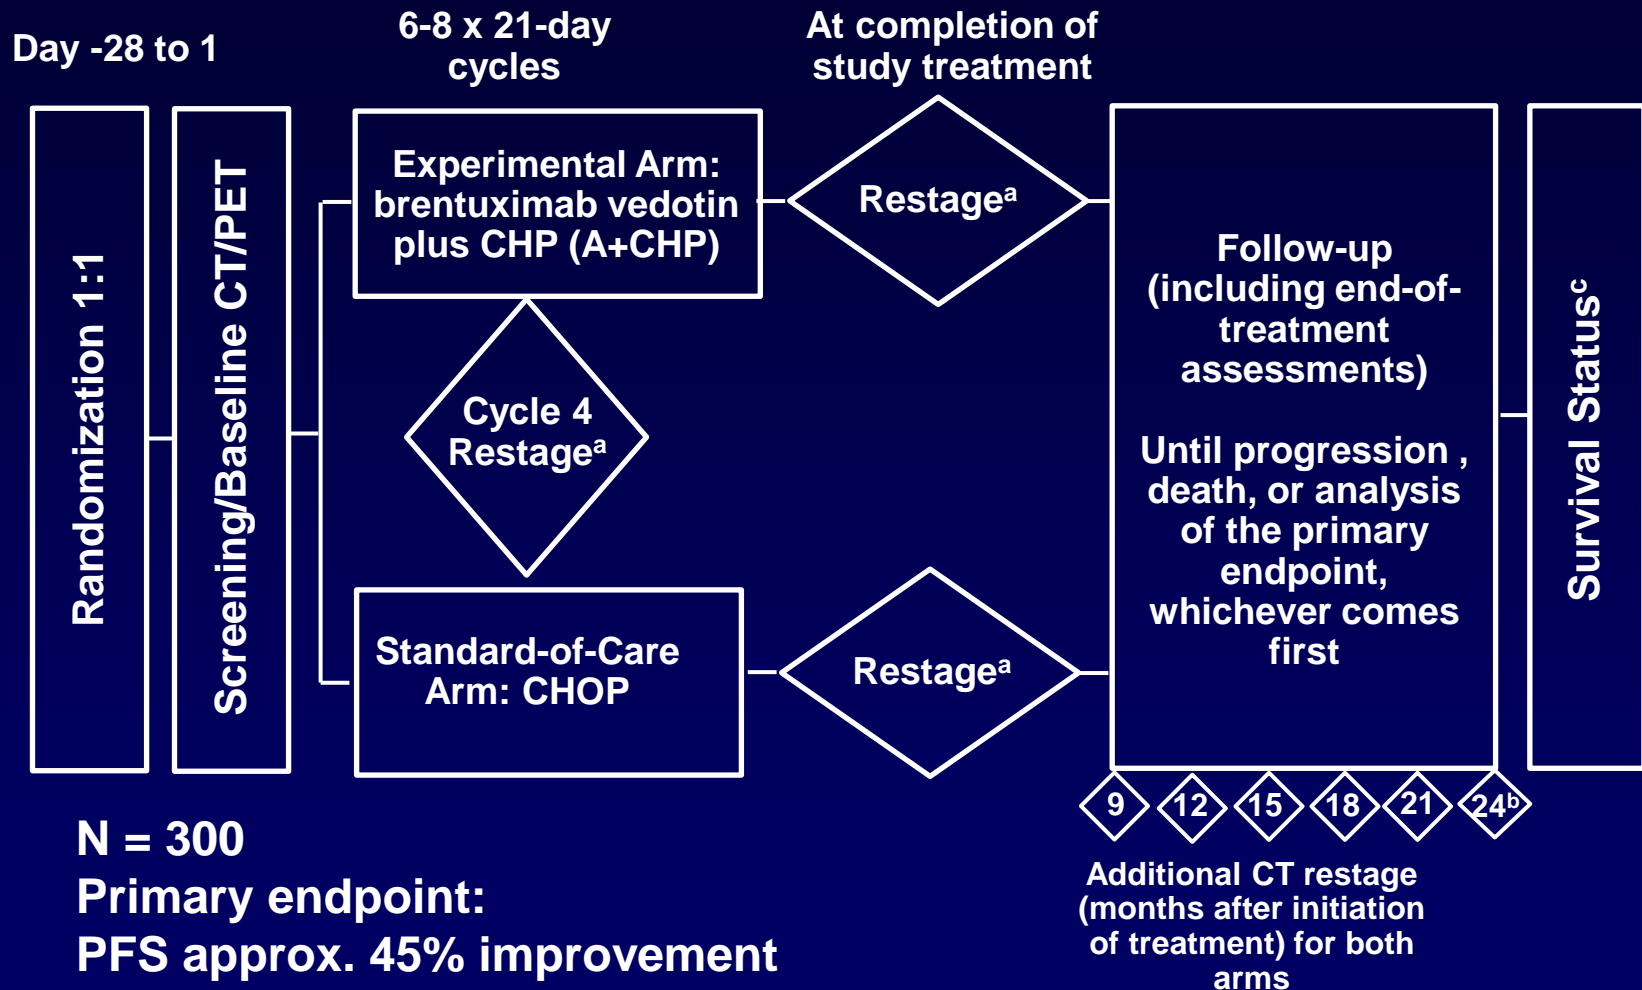 Day -28 to 1
6-8 x 21-day
cycles
At completion of
study treatment
Randomization 1:1
Screening/Baseline CT/PET
Experimental Arm:
brentuximab vedotin
plus CHP (A+CHP)
Restageᵃ
Cycle 4
Restageᵃ
Standard-of-Care
Arm: CHOP
Restageᵃ
Follow-up
(including end-of-
treatment
assessments)
Until progression ,
death, or analysis
of the primary
endpoint,
whichever comes
first
Survival Statusᶜ
9 12 15 18 21 24ᵇ
Additional CT restage
(months after initiation
of treatment) for both
arms
N = 300
Primary endpoint:
PFS approx. 45% improvement